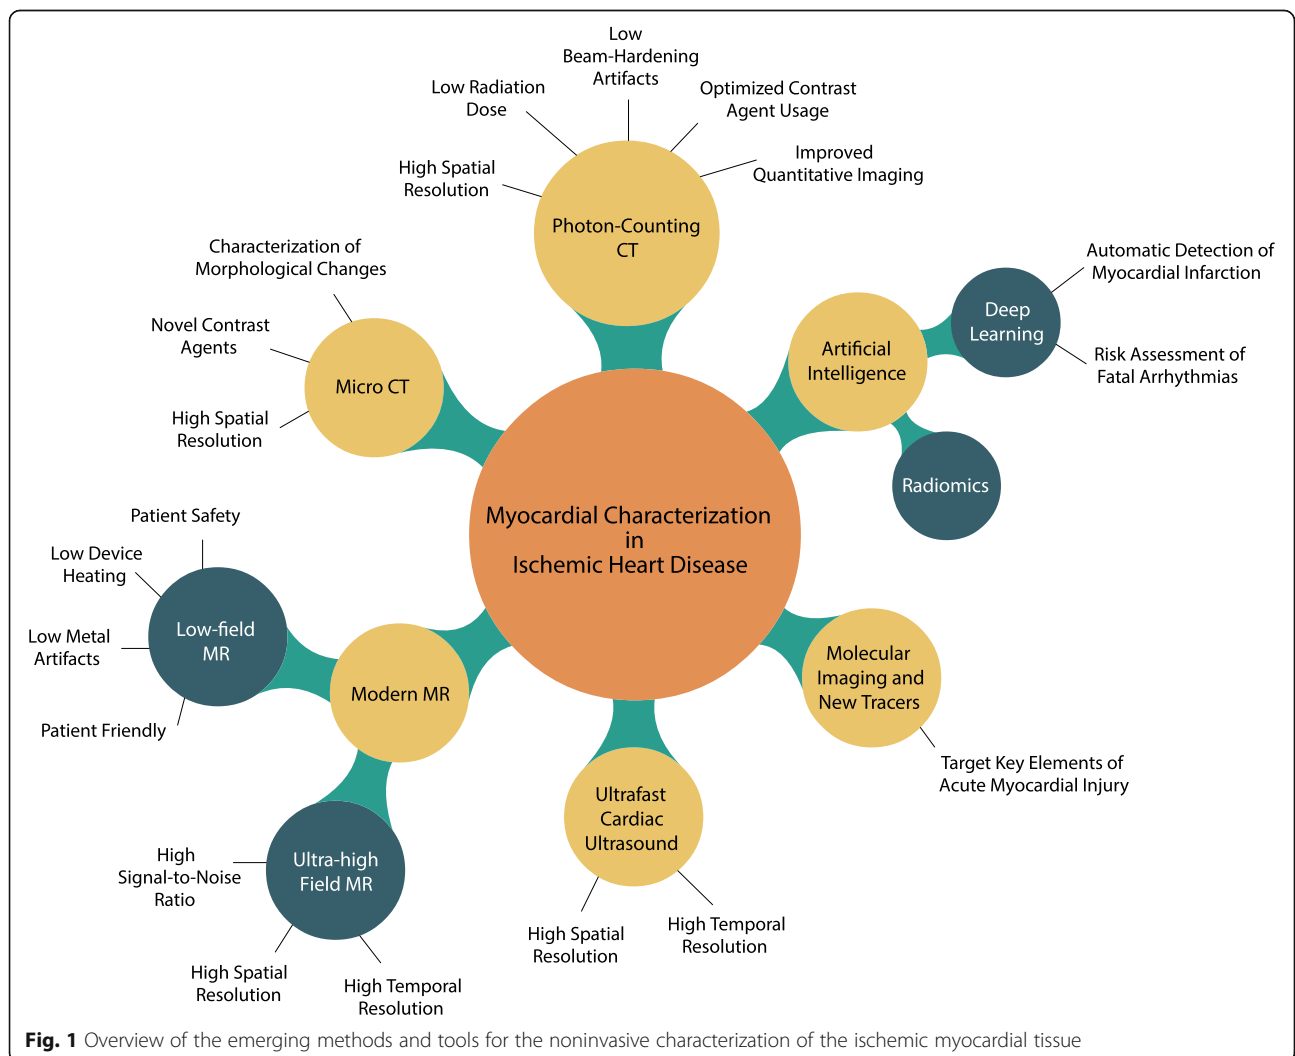 Low
Beam-Hardening
Artifacts
Low Radiation
Dose
Optimized Contrast
Agent Usage
High Spatial
Resolution
Improved
Quantitative Imaging
Photon-Counting
CT
Characterization of
Morphological Changes
Novel Contrast
Agents
High Spatial
Resolution
Micro CT
Artificial
Intelligence
Deep
Learning
Automatic Detection of
Myocardial Infarction
Risk Assessment of
Fatal Arrhythmias
Radiomics
Myocardial Characterization
in
Ischemic Heart Disease
Patient Safety
Low Device
Heating
Low Metal
Artifacts
Patient Friendly
Low-field
MR
Modern MR
Molecular
Imaging and
New Tracers
Target Key Elements of
Acute Myocardial Injury
Ultrafast
Cardiac
Ultrasound
High Spatial
Resolution
High Temporal
Resolution
Ultra-high
Field MR
High
Signal-to-Noise
Ratio
High Spatial
Resolution
High Temporal
Resolution
Fig. 1 Overview of the emerging methods and tools for the noninvasive characterization of the ischemic myocardial tissue